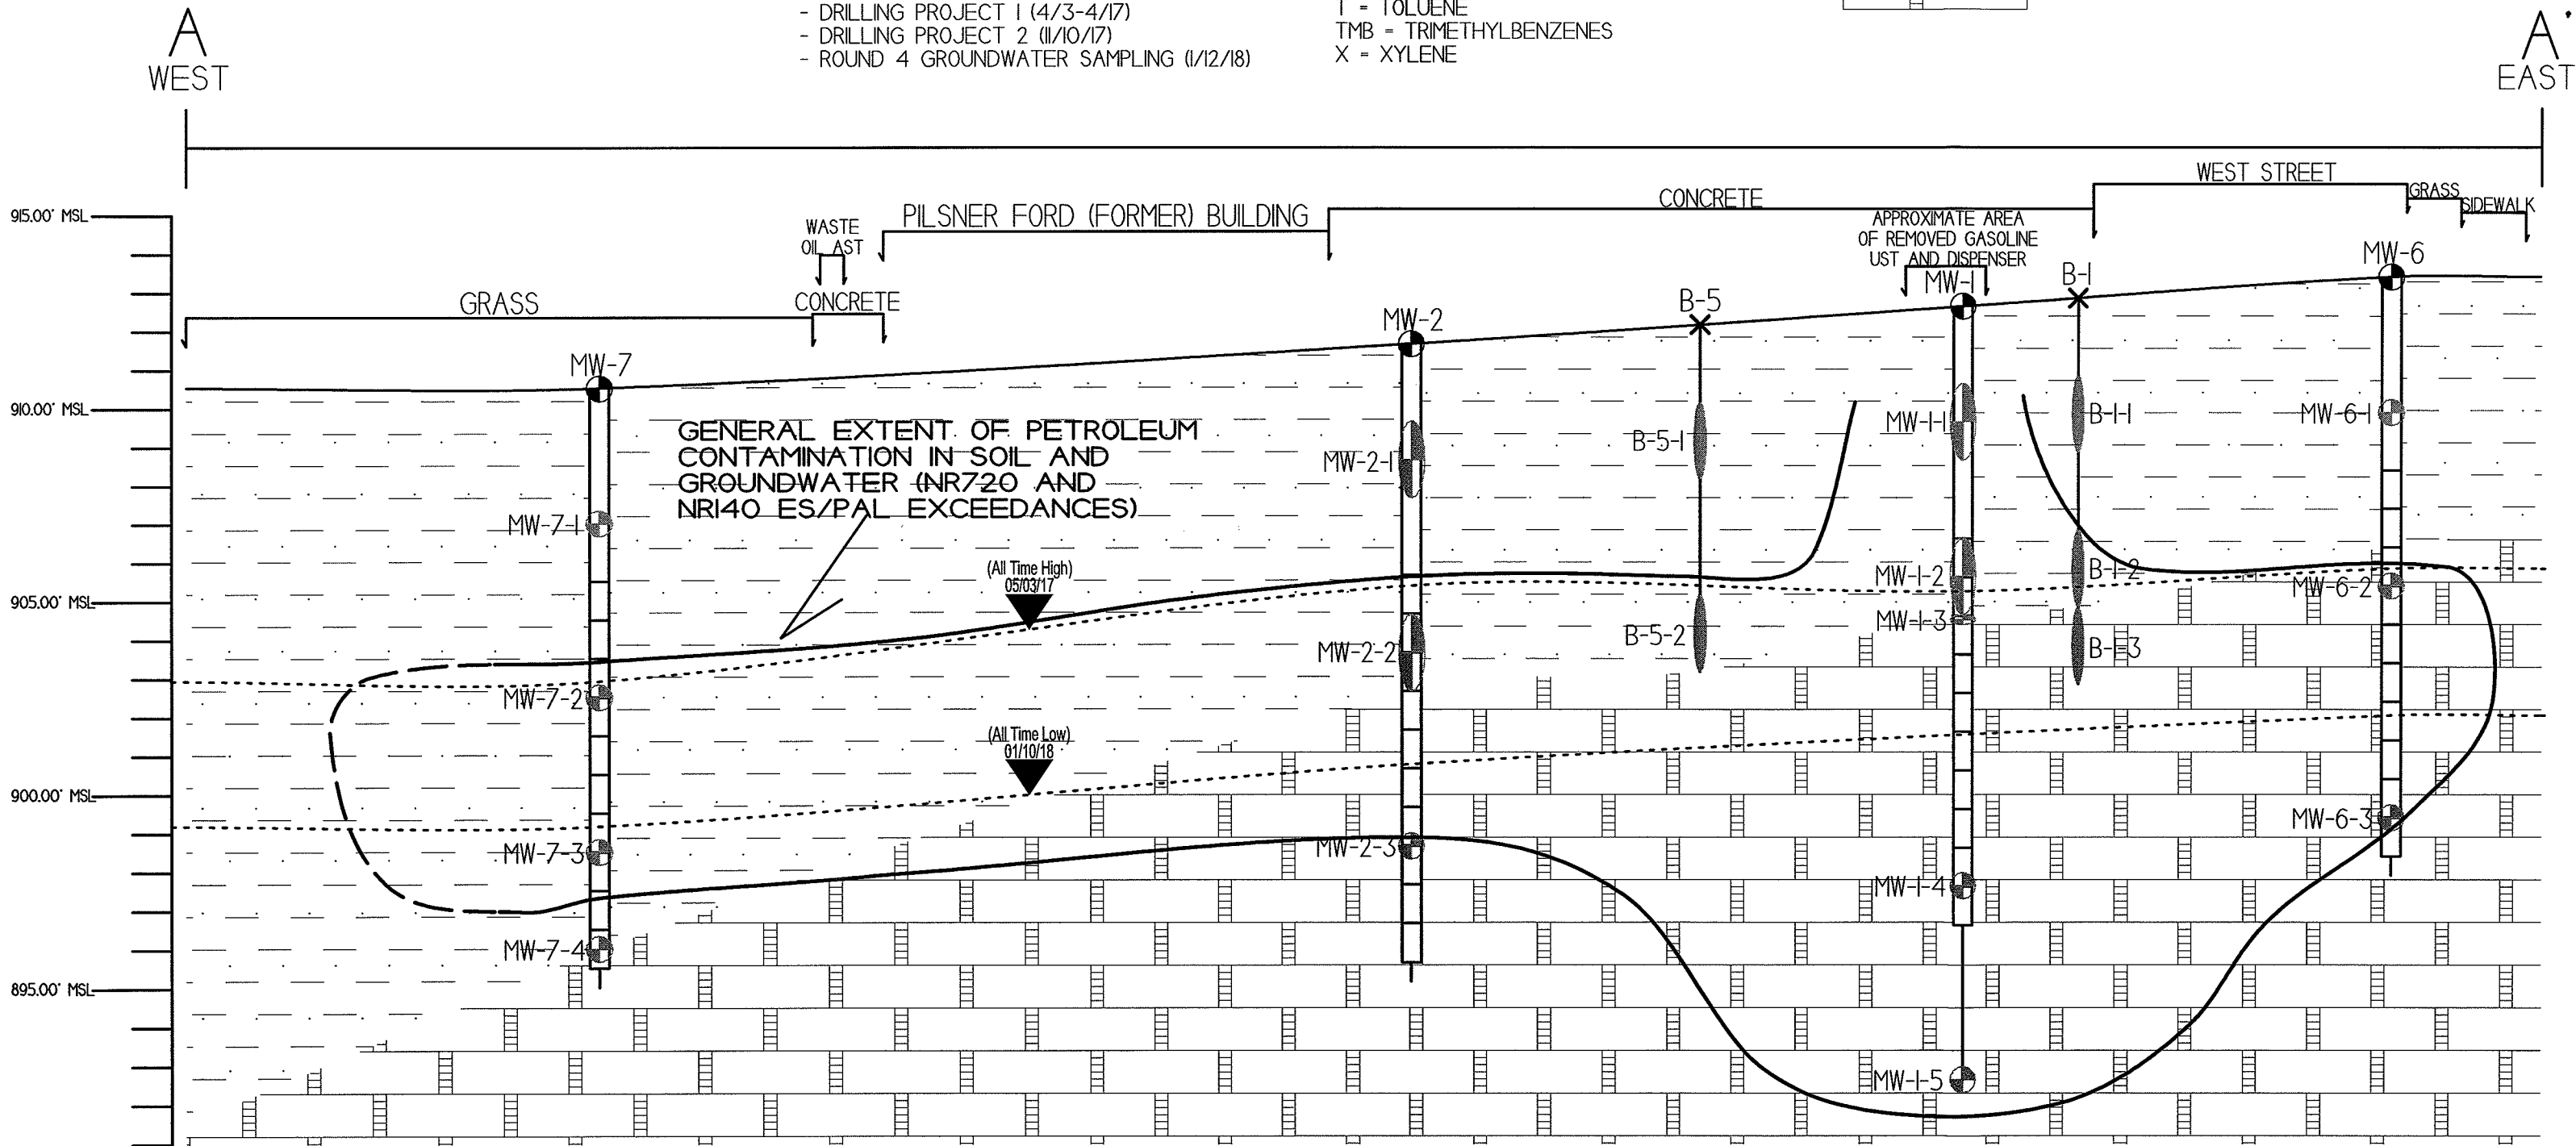 - DRILLING PROJECT 1 (4/3-4/17)
- DRILLING PROJECT 2 (11/10/17)
- ROUND 4 GROUNDWATER SAMPLING (1/12/18)
T = TOLUENE
TMB = TRIMETHYLBENZENES
X = XYLENE
A
WEST
A'
EAST
WEST STREET
GRASS
SIDEWALK
CONCRETE
PILSNER FORD (FORMER) BUILDING
WASTE
OIL AST
APPROXIMATE AREA
OF REMOVED GASOLINE
UST AND DISPENSER
GRASS
CONCRETE
915.00' MSL
910.00' MSL
905.00' MSL
900.00' MSL
895.00' MSL
MW-7
MW-2
B-5
MW-1
B-1
MW-6
GENERAL EXTENT OF PETROLEUM
CONTAMINATION IN SOIL AND
GROUNDWATER (NR720 AND
NR140 ES/PAL EXCEEDANCES)
(All Time High)
05/03/17
(All Time Low)
01/10/18
MW-7-1
MW-7-2
MW-7-3
MW-7-4
MW-2-1
MW-2-2
MW-2-3
B-5-1
B-5-2
MW-1-1
MW-1-2
MW-1-3
MW-1-4
MW-1-5
B-1-1
B-1-2
B-1-3
MW-6-1
MW-6-2
MW-6-3